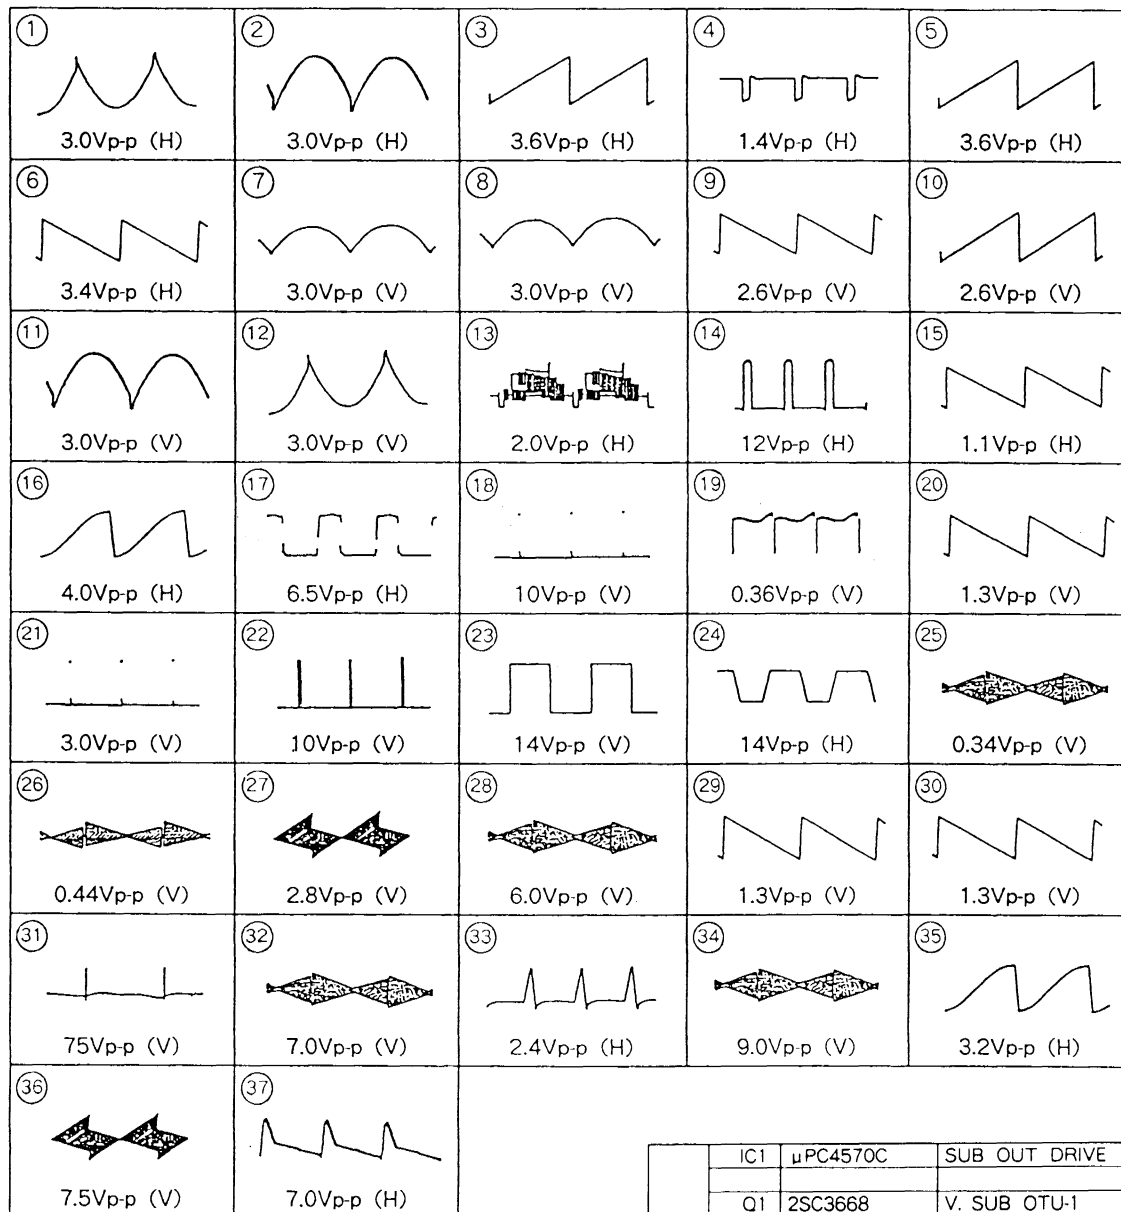 1 2 3 4 5
3.0Vp-p (H) 3.0Vp-p (H) 3.6Vp-p (H) 1.4Vp-p (H) 3.6Vp-p (H)
6 7 8 9 10
3.4Vp-p (H) 3.0Vp-p (V) 3.0Vp-p (V) 2.6Vp-p (V) 2.6Vp-p (V)
11 12 13 14 15
3.0Vp-p (V) 3.0Vp-p (V) 2.0Vp-p (H) 12Vp-p (H) 1.1Vp-p (H)
16 17 18 19 20
4.0Vp-p (H) 6.5Vp-p (H) 10Vp-p (V) 0.36Vp-p (V) 1.3Vp-p (V)
21 22 23 24 25
3.0Vp-p (V) 10Vp-p (V) 14Vp-p (V) 14Vp-p (H) 0.34Vp-p (V)
26 27 28 29 30
0.44Vp-p (V) 2.8Vp-p (V) 6.0Vp-p (V) 1.3Vp-p (V) 1.3Vp-p (V)
31 32 33 34 35
75Vp-p (V) 7.0Vp-p (V) 2.4Vp-p (H) 9.0Vp-p (V) 3.2Vp-p (H)
36 37
7.5Vp-p (V) 7.0Vp-p (H)
IC1 μPC4570C SUB OUT DRIVE
Q1 2SC3668 V. SUB OTU-1